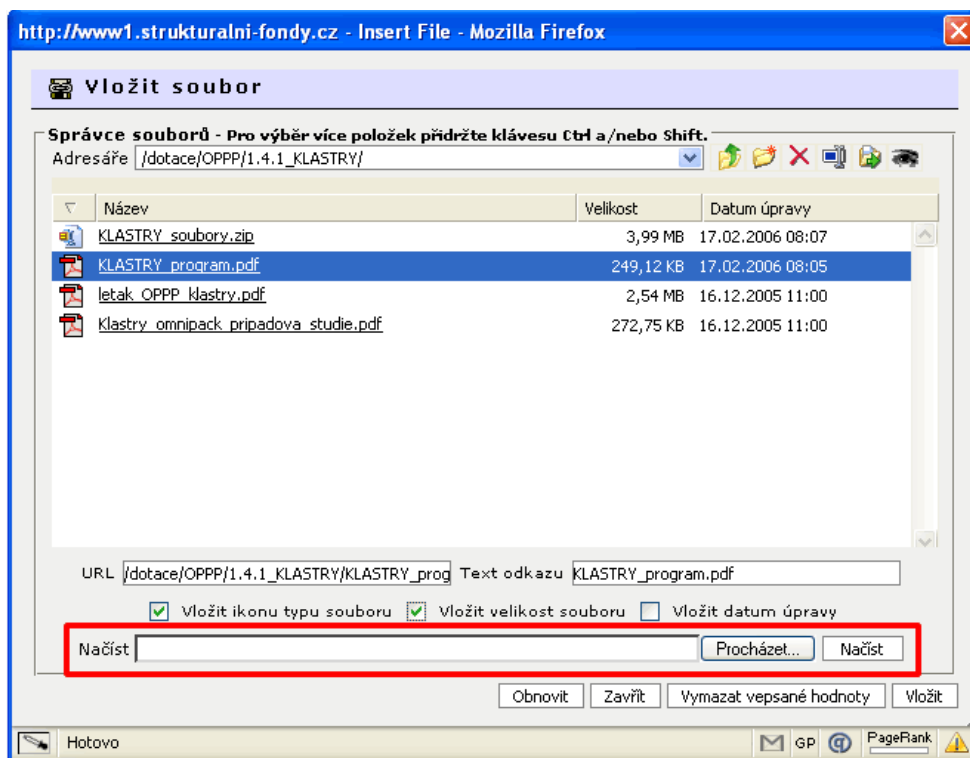 http://www1.strukturalni-fondy.cz - Insert File - Mozilla Firefox
Vložit soubor
Správce souborů - Pro výběr více položek přidržte klávesu Ctrl a/nebo Shift.
Adresáře /dotace/OPPP/1.4.1_KLASTRY/
Název Velikost Datum úpravy
KLASTRY_soubory.zip 3,99 MB 17.02.2006 08:07
KLASTRY_program.pdf 249,12 KB 17.02.2006 08:05
letak_OPPP_klastry.pdf 2,54 MB 16.12.2005 11:00
Klastry_omnipack_pripadova_studie.pdf 272,75 KB 16.12.2005 11:00
URL /dotace/OPPP/1.4.1_KLASTRY/KLASTRY_prog Text odkazu KLASTRY_program.pdf
Vložit ikonu typu souboru Vložit velikost souboru Vložit datum úpravy
Načíst Procházet... Načíst
Obnovit Zavřít Vymazat vepsané hodnoty Vložit
Hotovo GP PageRank